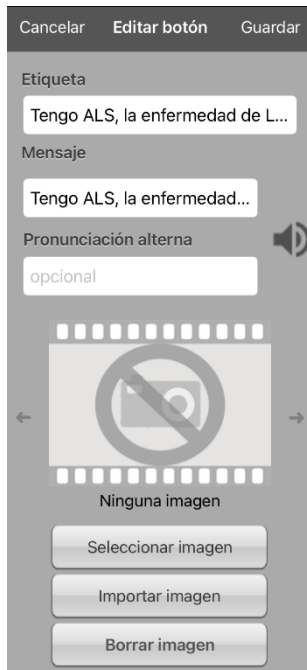 Cancelar Editar botón Guardar
Etiqueta
Tengo ALS, la enfermedad de L...
Mensaje
Tengo ALS, la enfermedad...
Pronunciación alterna
opcional
Ninguna imagen
Seleccionar imagen
Importar imagen
Borrar imagen